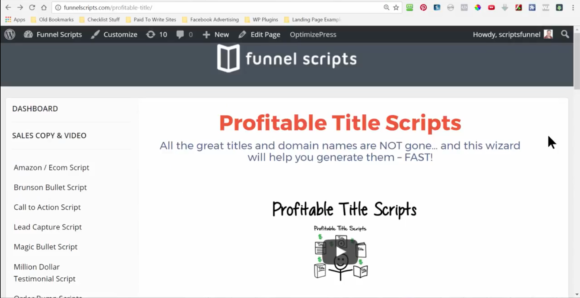 funnelscripts.com/profitable-title/
Apps Old Bookmarks Checklist Stuff Paid To Write Sites Facebook Advertising WP Plugins Landing Page Examp
Funnel Scripts Customize 10 0 New Edit Page OptimizePress Howdy, scriptsfunnel
funnel scripts
DASHBOARD
SALES COPY & VIDEO
Amazon / Ecom Script
Brunson Bullet Script
Call to Action Script
Lead Capture Script
Magic Bullet Script
Million Dollar
Testimonial Script
Order Bump Scripts
Profitable Title Scripts
All the great titles and domain names are NOT gone... and this wizard
will help you generate them – FAST!
Profitable Title Scripts
Profitable Title Scripts